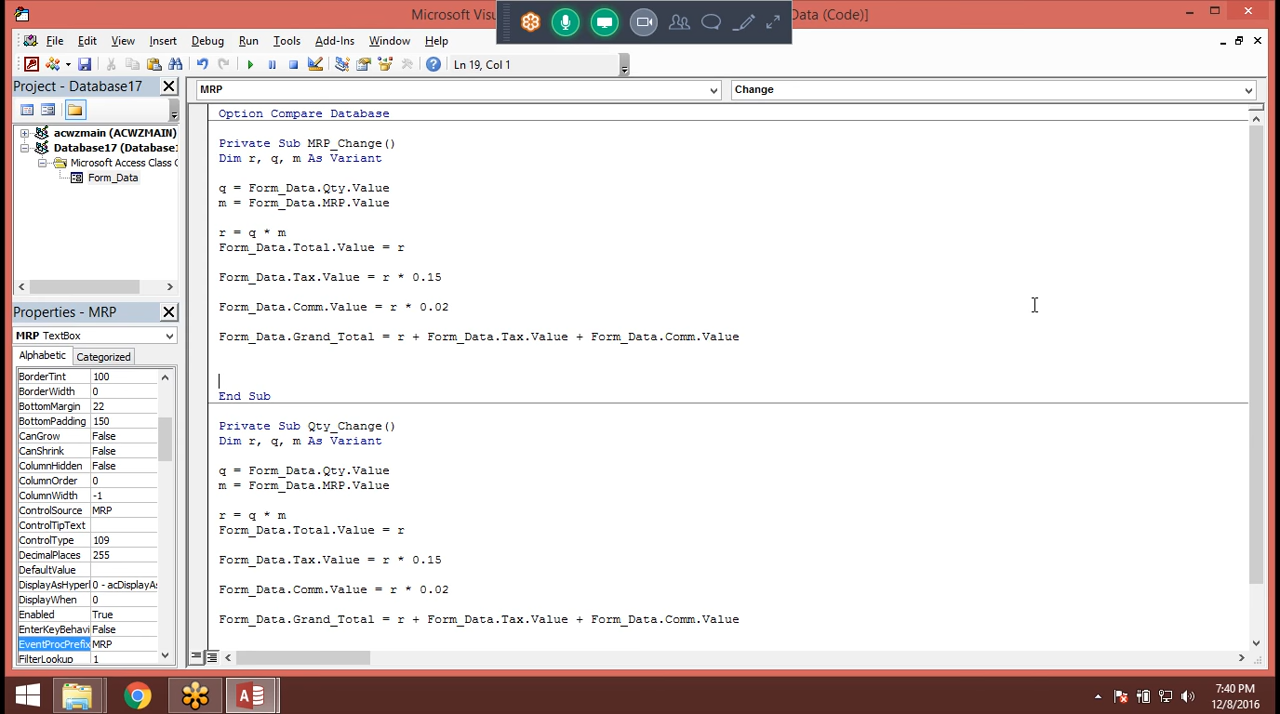 Microsoft Visu
Data (Code)]
File Edit View Insert Debug Run Tools Add-Ins Window Help
Ln 19, Col 1
Project - Database17
MRP
Change
acwzmain (ACWZMAIN)
Database17 (Database
Microsoft Access Class
Form_Data
Option Compare Database
Private Sub MRP_Change()
Dim r, q, m As Variant
q = Form_Data.Qty.Value
m = Form_Data.MRP.Value
r = q * m
Form_Data.Total.Value = r
Form_Data.Tax.Value = r * 0.15
Form_Data.Comm.Value = r * 0.02
Form_Data.Grand_Total = r + Form_Data.Tax.Value + Form_Data.Comm.Value
End Sub
Private Sub Qty_Change()
Dim r, q, m As Variant
q = Form_Data.Qty.Value
m = Form_Data.MRP.Value
r = q * m
Form_Data.Total.Value = r
Form_Data.Tax.Value = r * 0.15
Form_Data.Comm.Value = r * 0.02
Form_Data.Grand_Total = r + Form_Data.Tax.Value + Form_Data.Comm.Value
Properties - MRP
MRP TextBox
Alphabetic Categorized
BorderTint 100
BorderWidth 0
BottomMargin 22
BottomPadding 150
CanGrow False
CanShrink False
ColumnHidden False
ColumnOrder 0
ColumnWidth -1
ControlSource MRP
ControlTipText
ControlType 109
DecimalPlaces 255
DefaultValue
DisplayAsHyperl 0 - acDisplayAs
DisplayWhen 0
Enabled True
EnterKeyBehavi False
EventProcPrefix MRP
FilterLookup 1
7:40 PM
12/8/2016